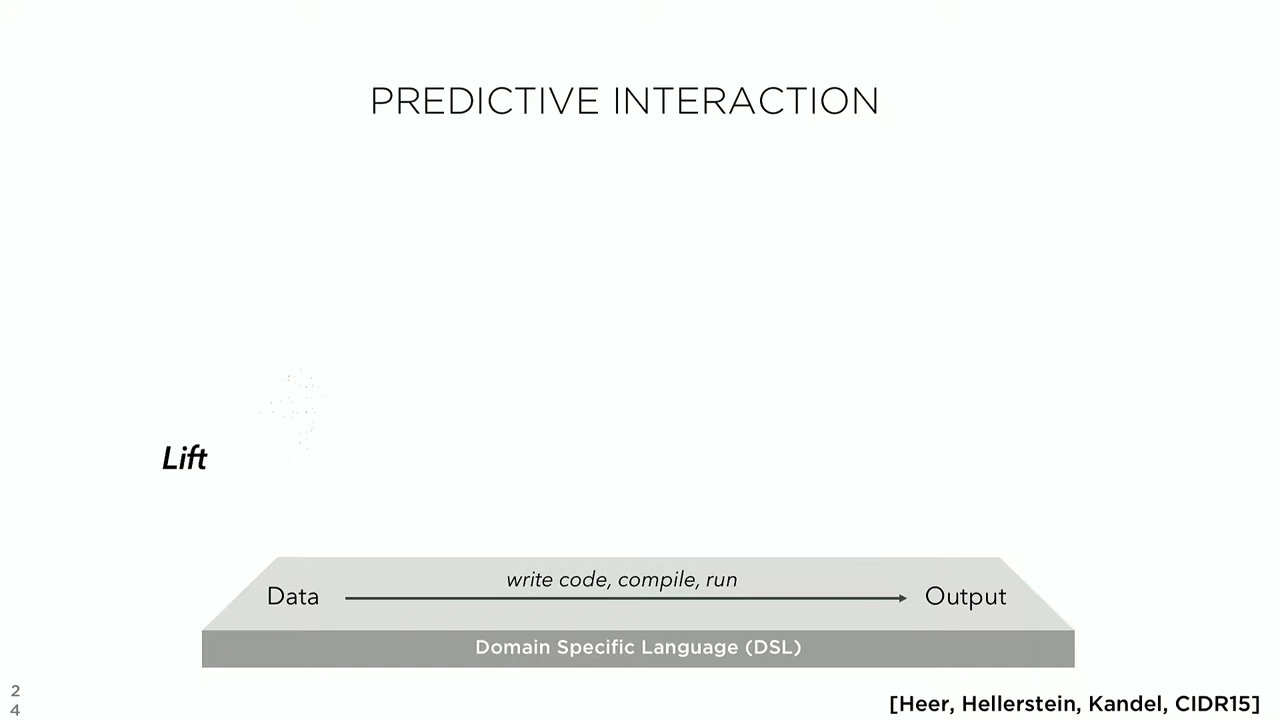 PREDICTIVE INTERACTION
Lift
write code, compile, run
Data
Output
Domain Specific Language (DSL)
2
4
[Heer, Hellerstein, Kandel, CIDR15]